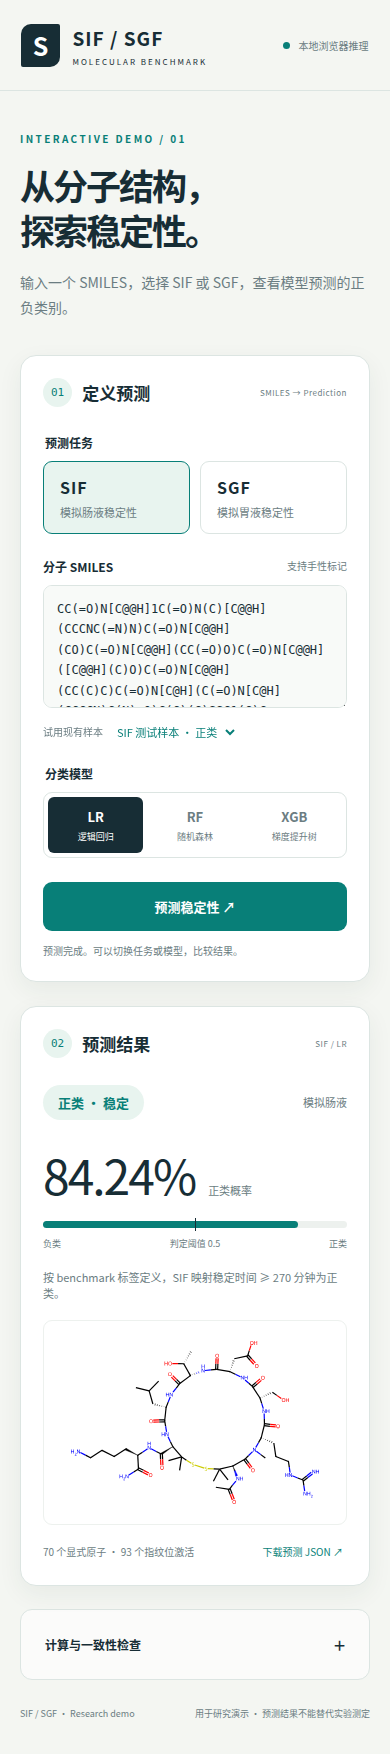 S
SIF / SGF
MOLECULAR BENCHMARK
本地浏览器推理
INTERACTIVE DEMO / 01
从分子结构，
探索稳定性。
输入一个 SMILES，选择 SIF 或 SGF，查看模型预测的正
负类别。
01 定义预测 SMILES → Prediction
预测任务
SIF SGF
模拟肠液稳定性 模拟胃液稳定性
分子 SMILES 支持手性标记
CC(=O)N[C@@H]1C(=O)N(C)[C@@H]
(CCCNC(=N)N)C(=O)N[C@@H]
(CO)C(=O)N[C@@H](CC(=O)O)C(=O)N[C@@H]
([C@@H](C)O)C(=O)N[C@@H]
(CC(C)C)C(=O)N[C@H](C(=O)N[C@H]
试用现有样本 SIF 测试样本 · 正类
分类模型
LR RF XGB
逻辑回归 随机森林 梯度提升树
预测稳定性 ↗
预测完成。可以切换任务或模型，比较结果。
02 预测结果 SIF / LR
正类 · 稳定 模拟肠液
84.24% 正类概率
负类 判定阈值 0.5 正类
按 benchmark 标签定义，SIF 映射稳定时间 ≥ 270 分钟为正
类。
70 个显式原子 · 93 个指纹位激活 下载预测 JSON ↗
计算与一致性检查 +
SIF / SGF · Research demo 用于研究演示 · 预测结果不能替代实验测定